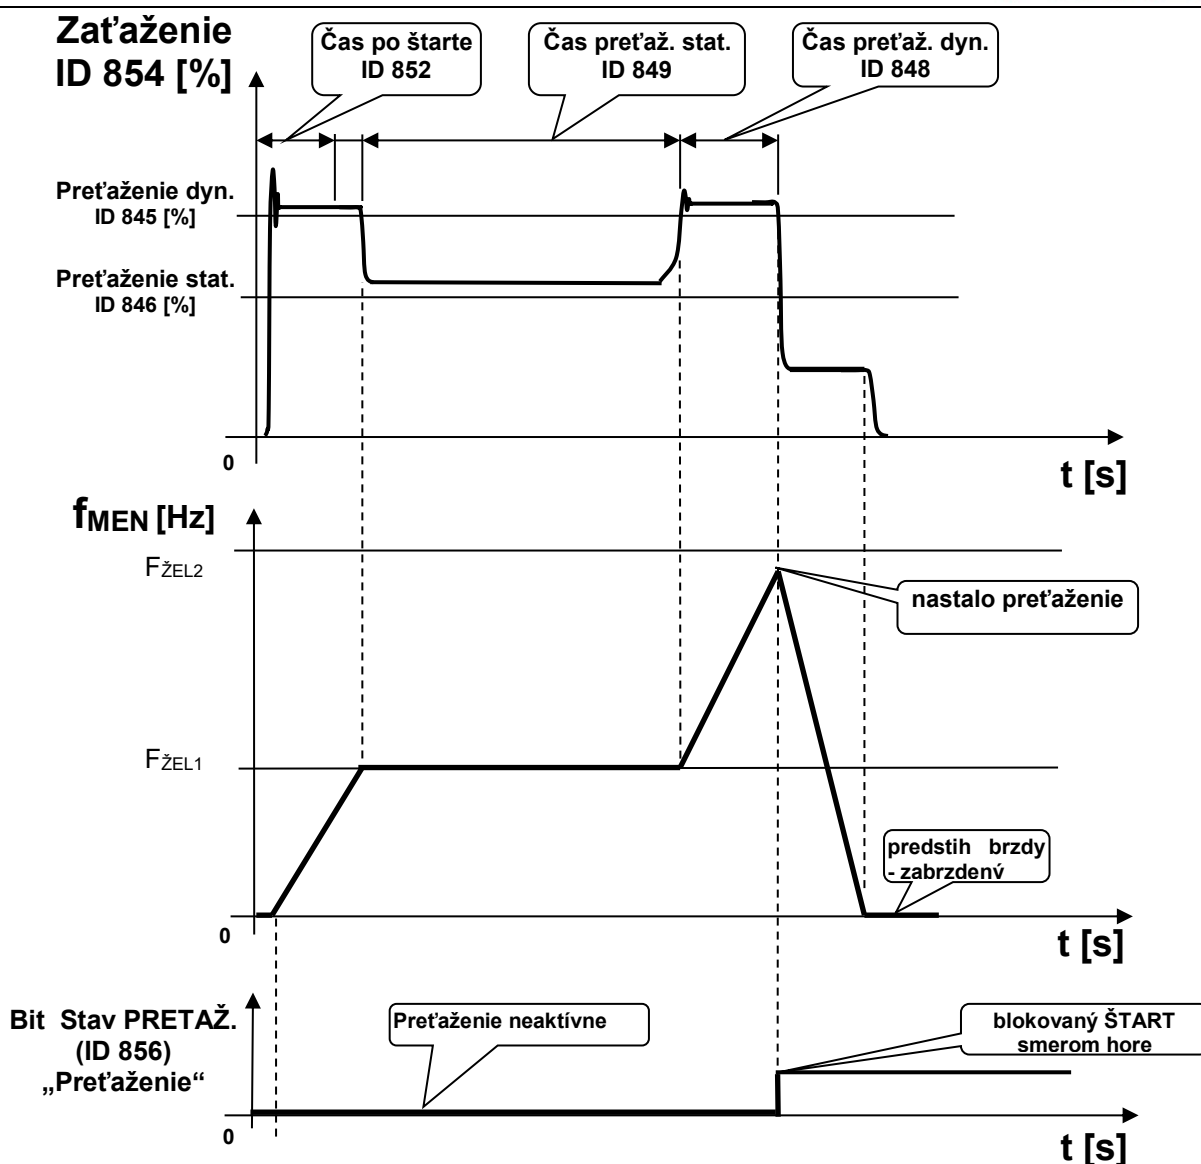 Zaťaženie
ID 854 [%]
Čas po štarte
ID 852
Čas preťaž. stat.
ID 849
Čas preťaž. dyn.
ID 848
Preťaženie dyn.
ID 845 [%]
Preťaženie stat.
ID 846 [%]
0
t [s]
fMEN [Hz]
FŽEL2
nastalo preťaženie
FŽEL1
predstih brzdy
- zabrzdený
0
t [s]
Bit Stav PRETAŽ.
(ID 856)
„Preťaženie“
Preťaženie neaktívne
blokovaný ŠTART
smerom hore
0
t [s]